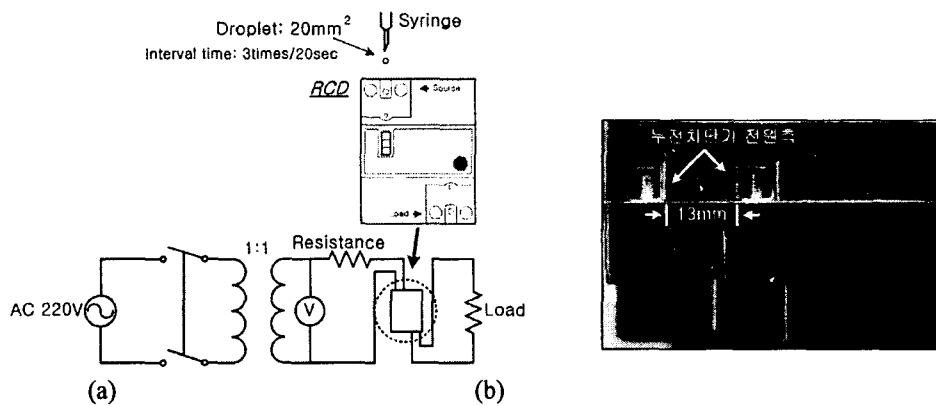 Droplet: 20mm²
Syringe
Interval time: 3times/20sec
RCD
Source
Load
1:1
Resistance
AC 220V
V
Load
(a)
(b)
누전차단기 전원측
13mm